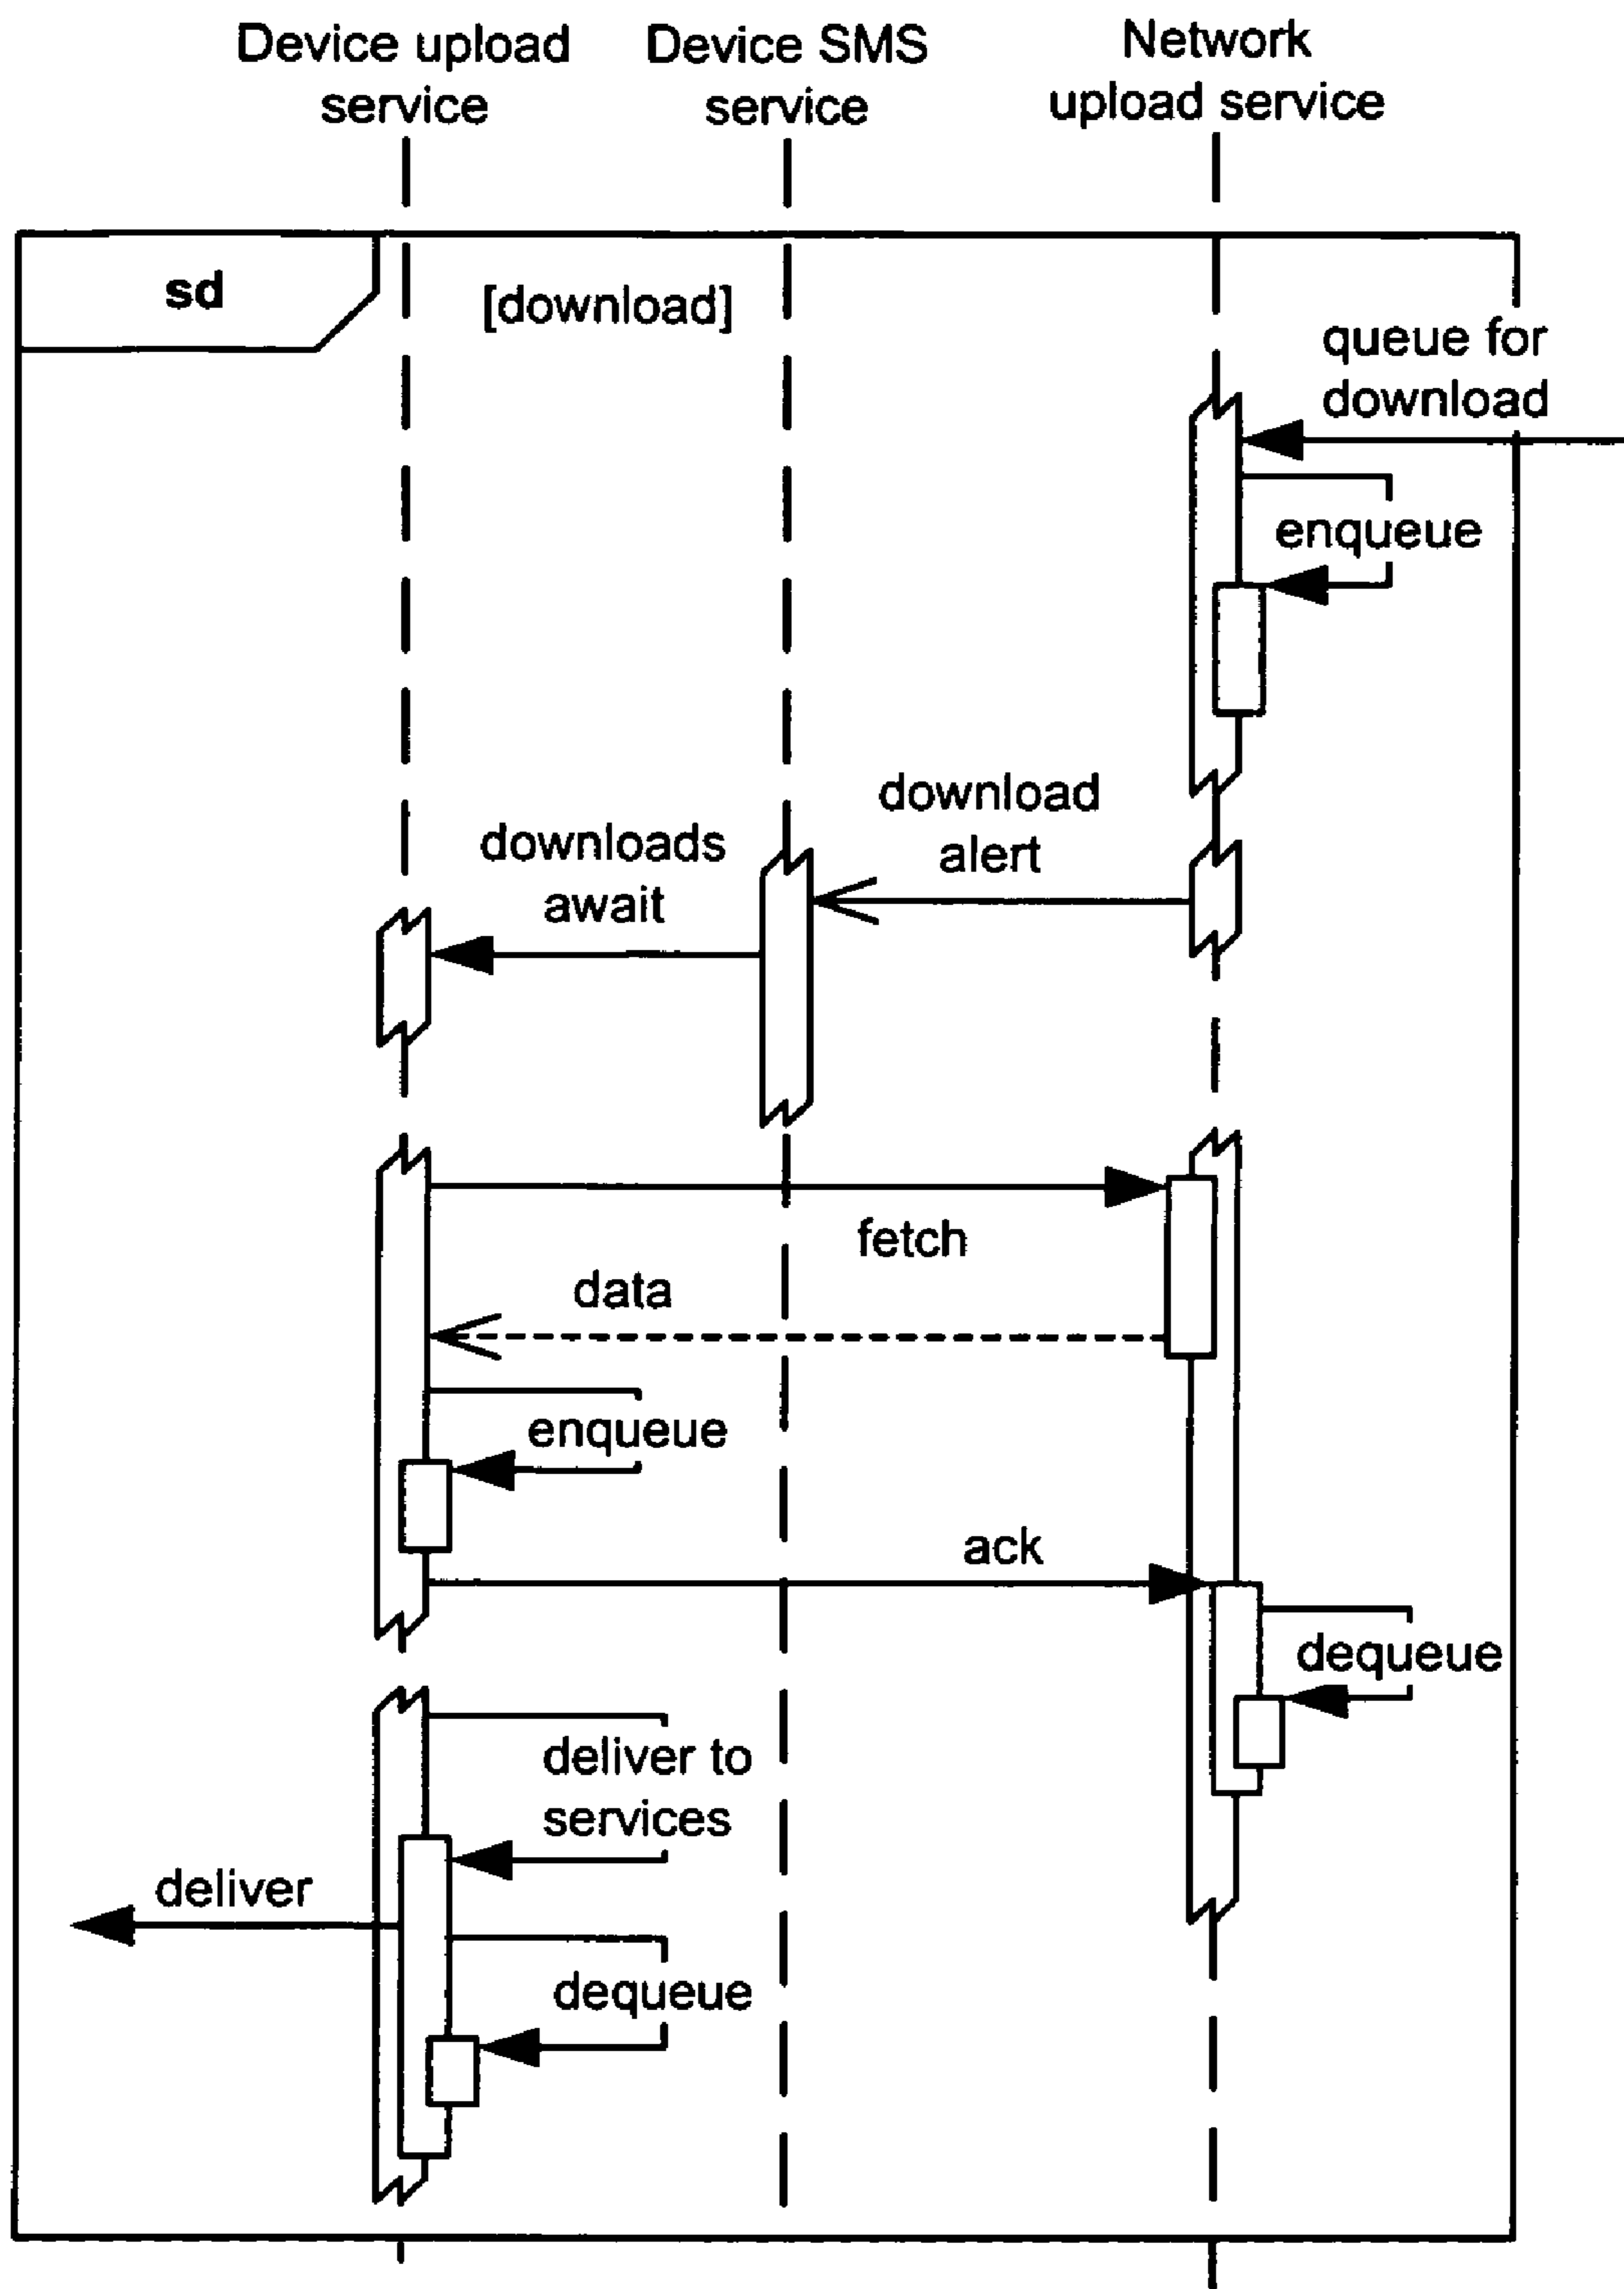 Device upload
service
Device SMS
service
Network
upload service
sd
[download]
queue for
download
enqueue
download
alert
downloads
await
fetch
data
enqueue
ack
dequeue
deliver to
services
deliver
dequeue